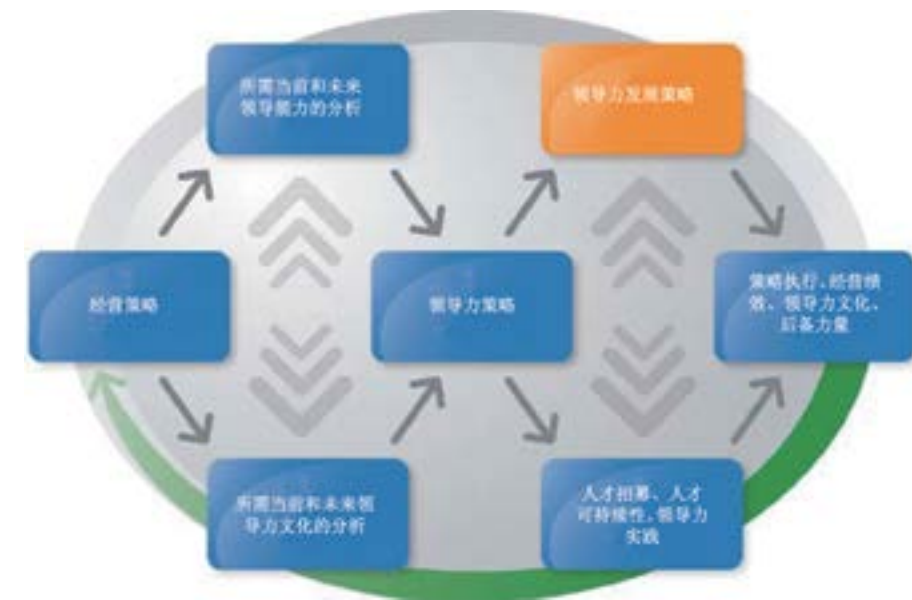 所需当前和未来
领导能力的分析
领导力发展策略
经营策略
领导力策略
策略执行、经营绩
效、领导力文化、
后备力量
所需当前和未来领
导力文化的分析
人才招募、人才
可持续性、领导力
实践